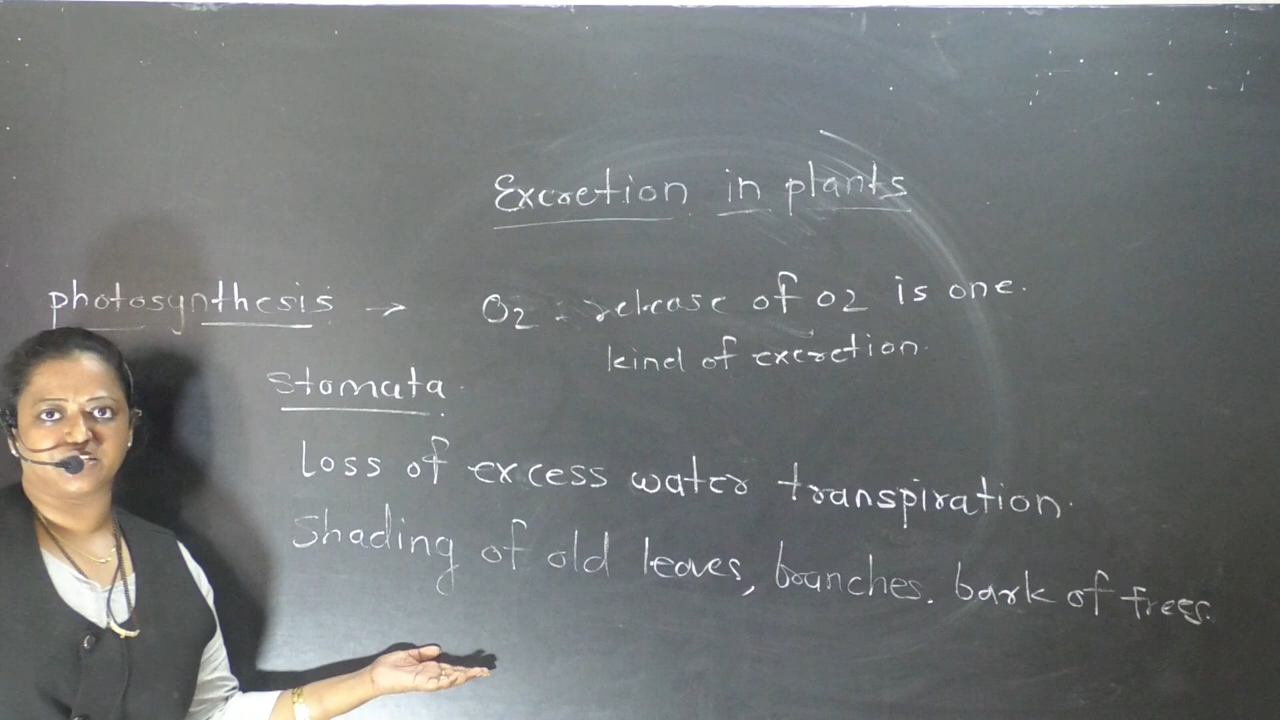 Excretion in plants
photosynthesis → O2 : release of O2 is one.
kind of excretion.
stomata.
Loss of excess water transpiration.
Shading of old leaves, branches. bark of trees.